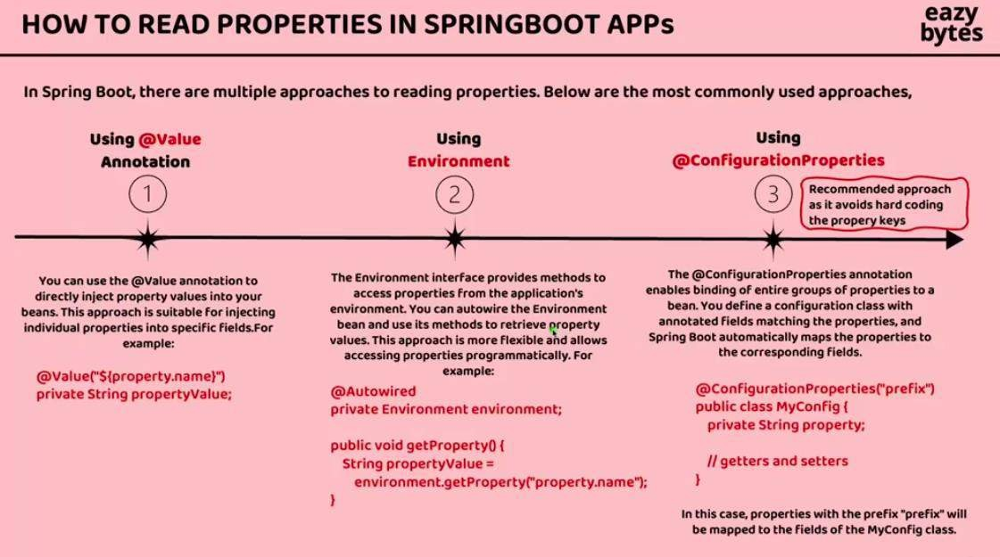 HOW TO READ PROPERTIES IN SPRINGBOOT APPs
eazy
bytes
In Spring Boot, there are multiple approaches to reading properties. Below are the most commonly used approaches,
Using @Value
Annotation
1
You can use the @Value annotation to
directly inject property values into your
beans. This approach is suitable for injecting
individual properties into specific fields.For
example:
@Value("${property.name}")
private String propertyValue;
Using
Environment
2
The Environment interface provides methods to
access properties from the application's
environment. You can autowire the Environment
bean and use its methods to retrieve property
values. This approach is more flexible and allows
accessing properties programmatically. For
example:
@Autowired
private Environment environment;
public void getProperty() {
String propertyValue =
environment.getProperty("property.name");
}
Using
@ConfigurationProperties
3
Recommended approach
as it avoids hard coding
the propery keys
The @ConfigurationProperties annotation
enables binding of entire groups of properties to a
bean. You define a configuration class with
annotated fields matching the properties, and
Spring Boot automatically maps the properties to
the corresponding fields.
@ConfigurationProperties("prefix")
public class MyConfig {
private String property;
// getters and setters
}
In this case, properties with the prefix "prefix" will
be mapped to the fields of the MyConfig class.